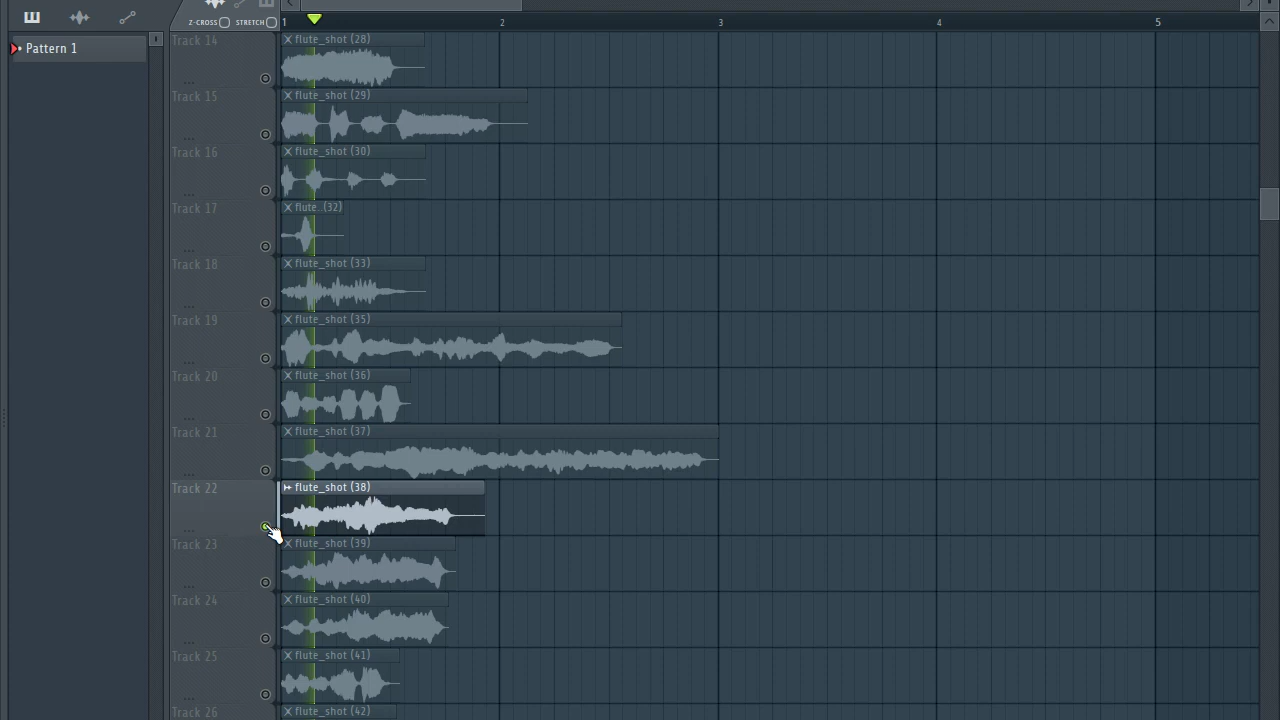 Z-CROSS STRETCH
1 2 3 4 5
Pattern 1
Track 14 flute_shot (28)
Track 15 flute_shot (29)
Track 16 flute_shot (30)
Track 17 flute_ (32)
Track 18 flute_shot (33)
Track 19 flute_shot (35)
Track 20 flute_shot (36)
Track 21 flute_shot (37)
Track 22 flute_shot (38)
Track 23 flute_shot (39)
Track 24 flute_shot (40)
Track 25 flute_shot (41)
Track 26 flute_shot (42)